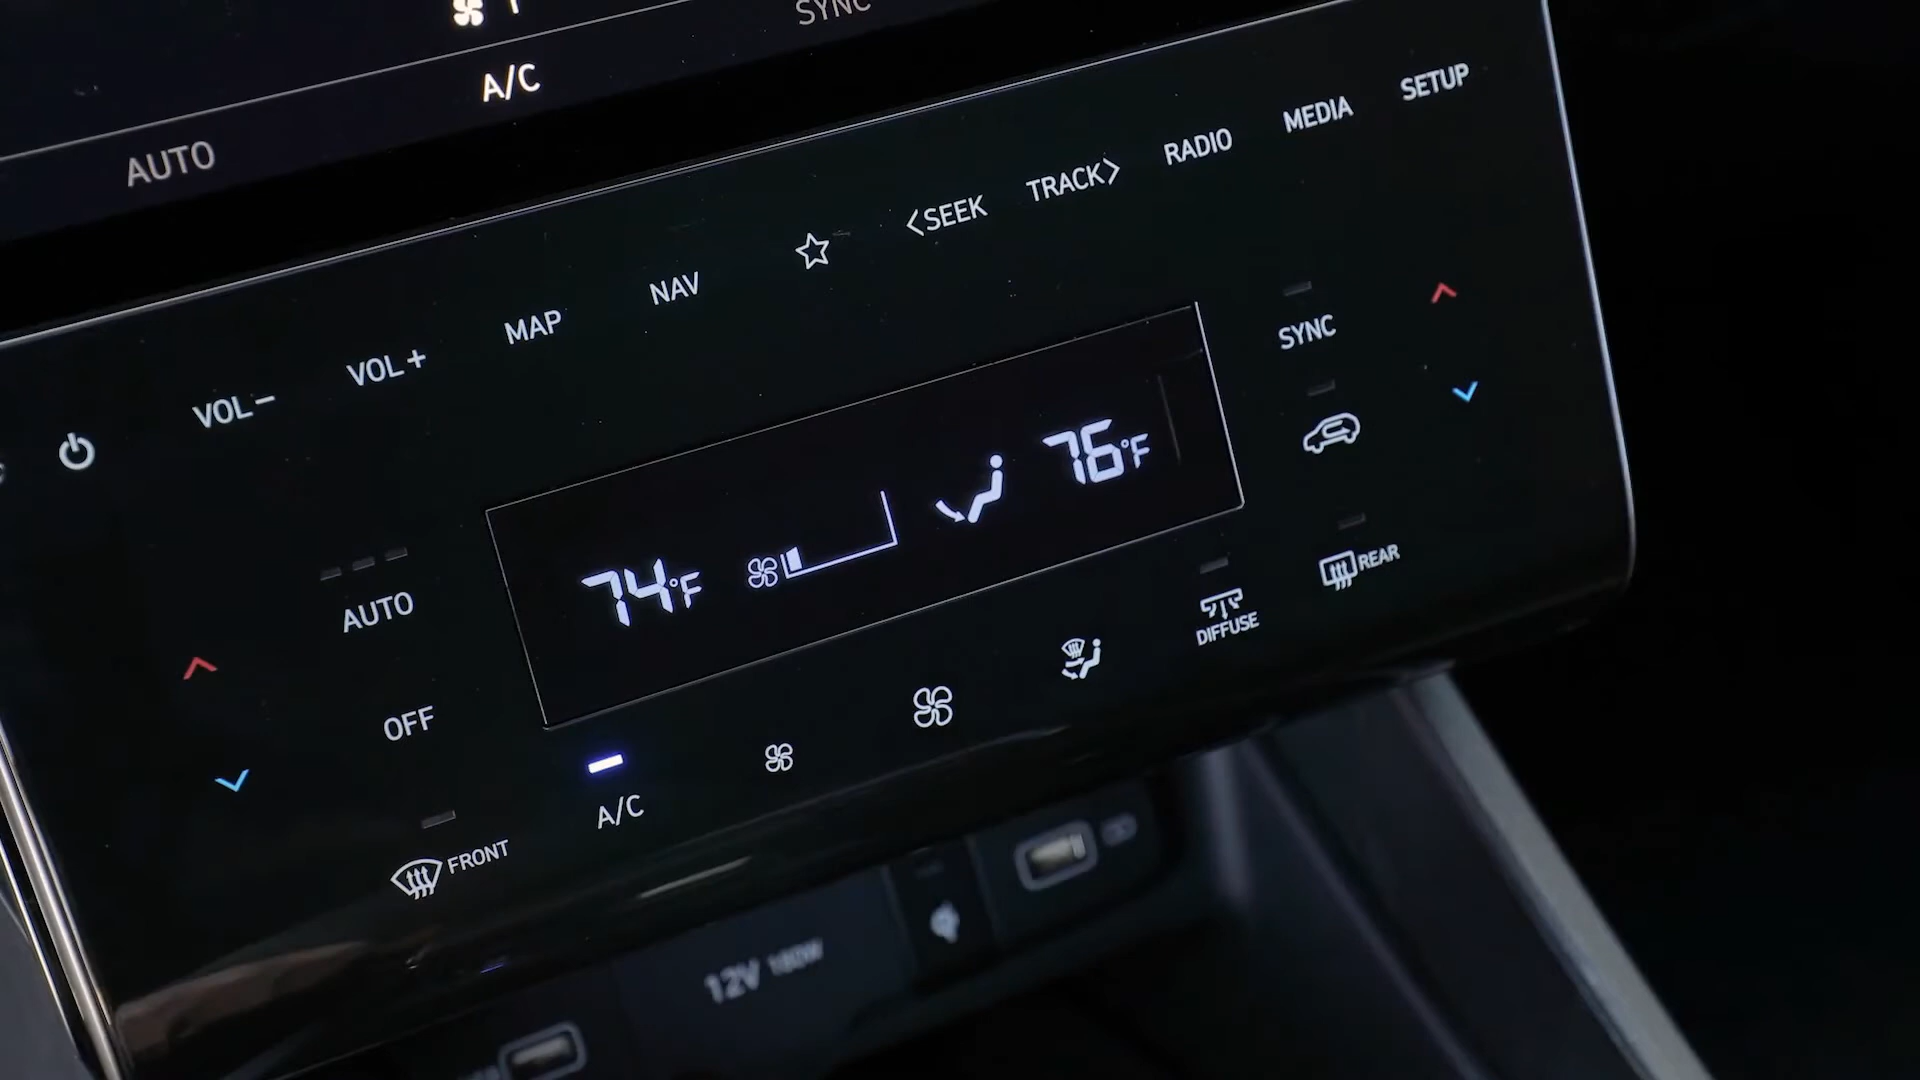 SYNC
A/C
AUTO
SETUP
MEDIA
RADIO
TRACK>
<SEEK
NAV
MAP
VOL+
VOL−
SYNC
76°F
74°F
AUTO
REAR
DIFFUSE
OFF
A/C
FRONT
12V 180W